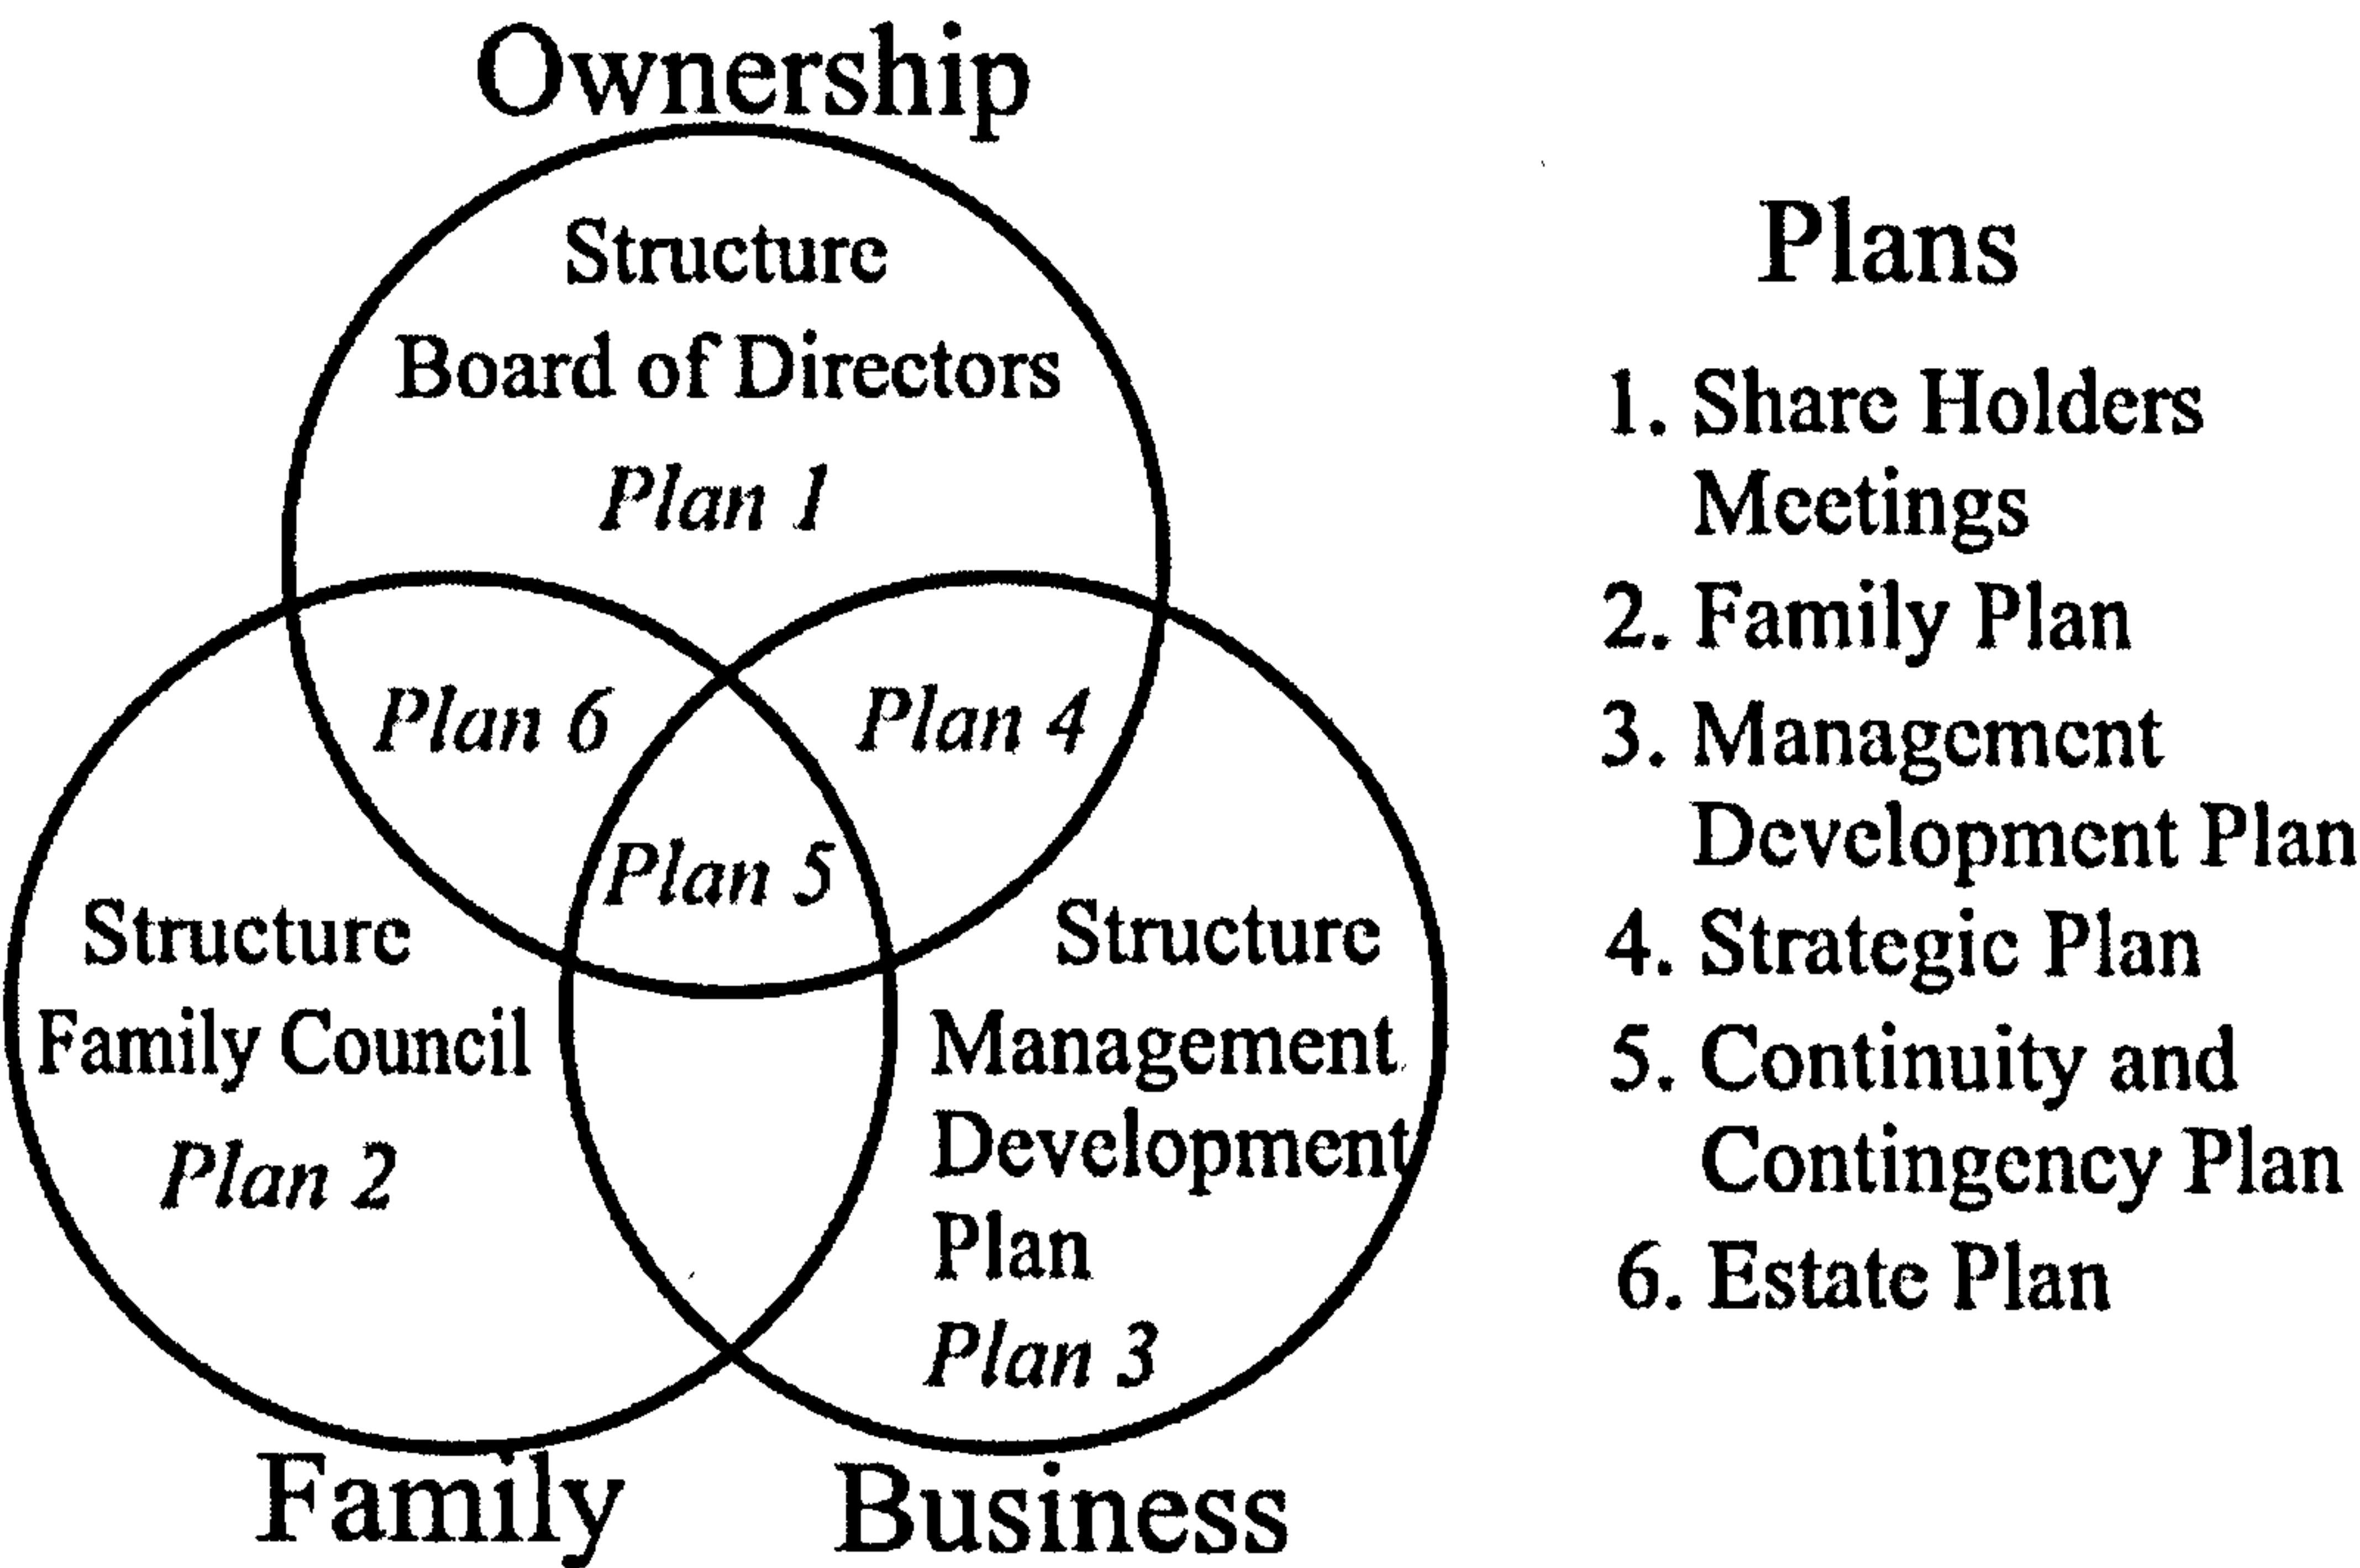 Ownership
Structure
Board of Directors
Plan 1
Plan 6
Plan 4
Plan 5
Structure
Family Council
Plan 2
Structure
Management
Development
Plan
Plan 3
Family
Business
Plans
1. Share Holders
Meetings
2. Family Plan
3. Management
Development Plan
4. Strategic Plan
5. Continuity and
Contingency Plan
6. Estate Plan